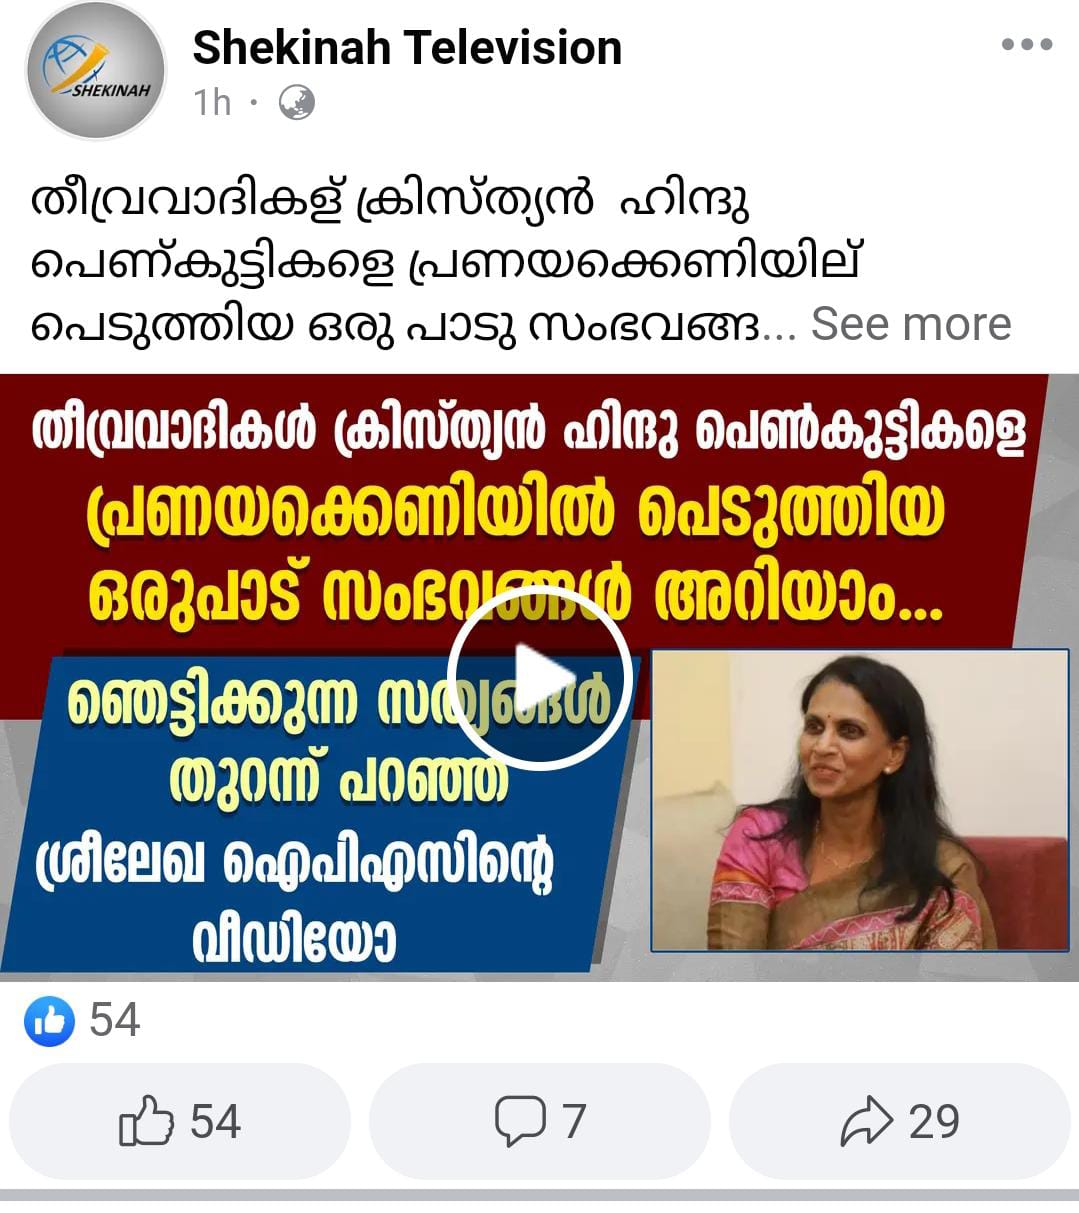 SHEKINAH
Shekinah Television
1h ·
തീവ്രവാദികള് ക്രിസ്ത്യൻ ഹിന്ദു
പെണ്കുട്ടികളെ പ്രണയക്കെണിയില്
പെടുത്തിയ ഒരു പാടു സംഭവങ്ങ... See more
തീവ്രവാദികൾ ക്രിസ്ത്യൻ ഹിന്ദു പെൺകുട്ടികളെ
പ്രണയക്കെണിയിൽ പെടുത്തിയ
ഒരുപാട് സംഭവങ്ങൾ അറിയാം...
ഞെട്ടിക്കുന്ന സത്യങ്ങൾ
തുറന്ന് പറഞ്ഞ
ശ്രീലേഖ ഐപിഎസിന്റെ
വീഡിയോ
54
54
7
29